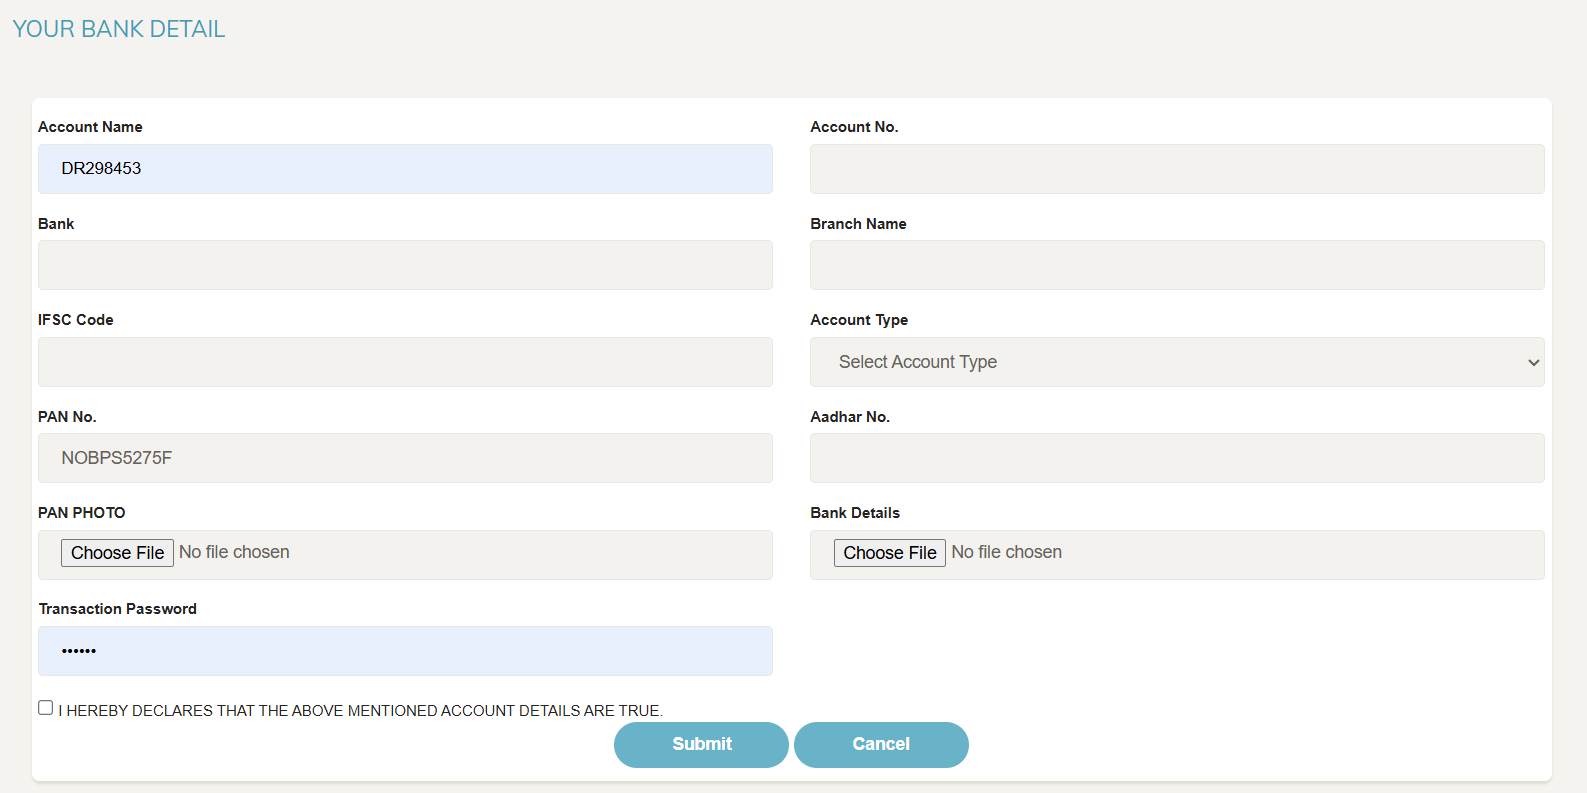 YOUR BANK DETAIL
Account Name
Account No.
DR298453
Bank
Branch Name
IFSC Code
Account Type
Select Account Type
PAN No.
Aadhar No.
NOBPS5275F
PAN PHOTO
Bank Details
Choose File No file chosen
Choose File No file chosen
Transaction Password
••••••
I HEREBY DECLARES THAT THE ABOVE MENTIONED ACCOUNT DETAILS ARE TRUE.
Submit
Cancel